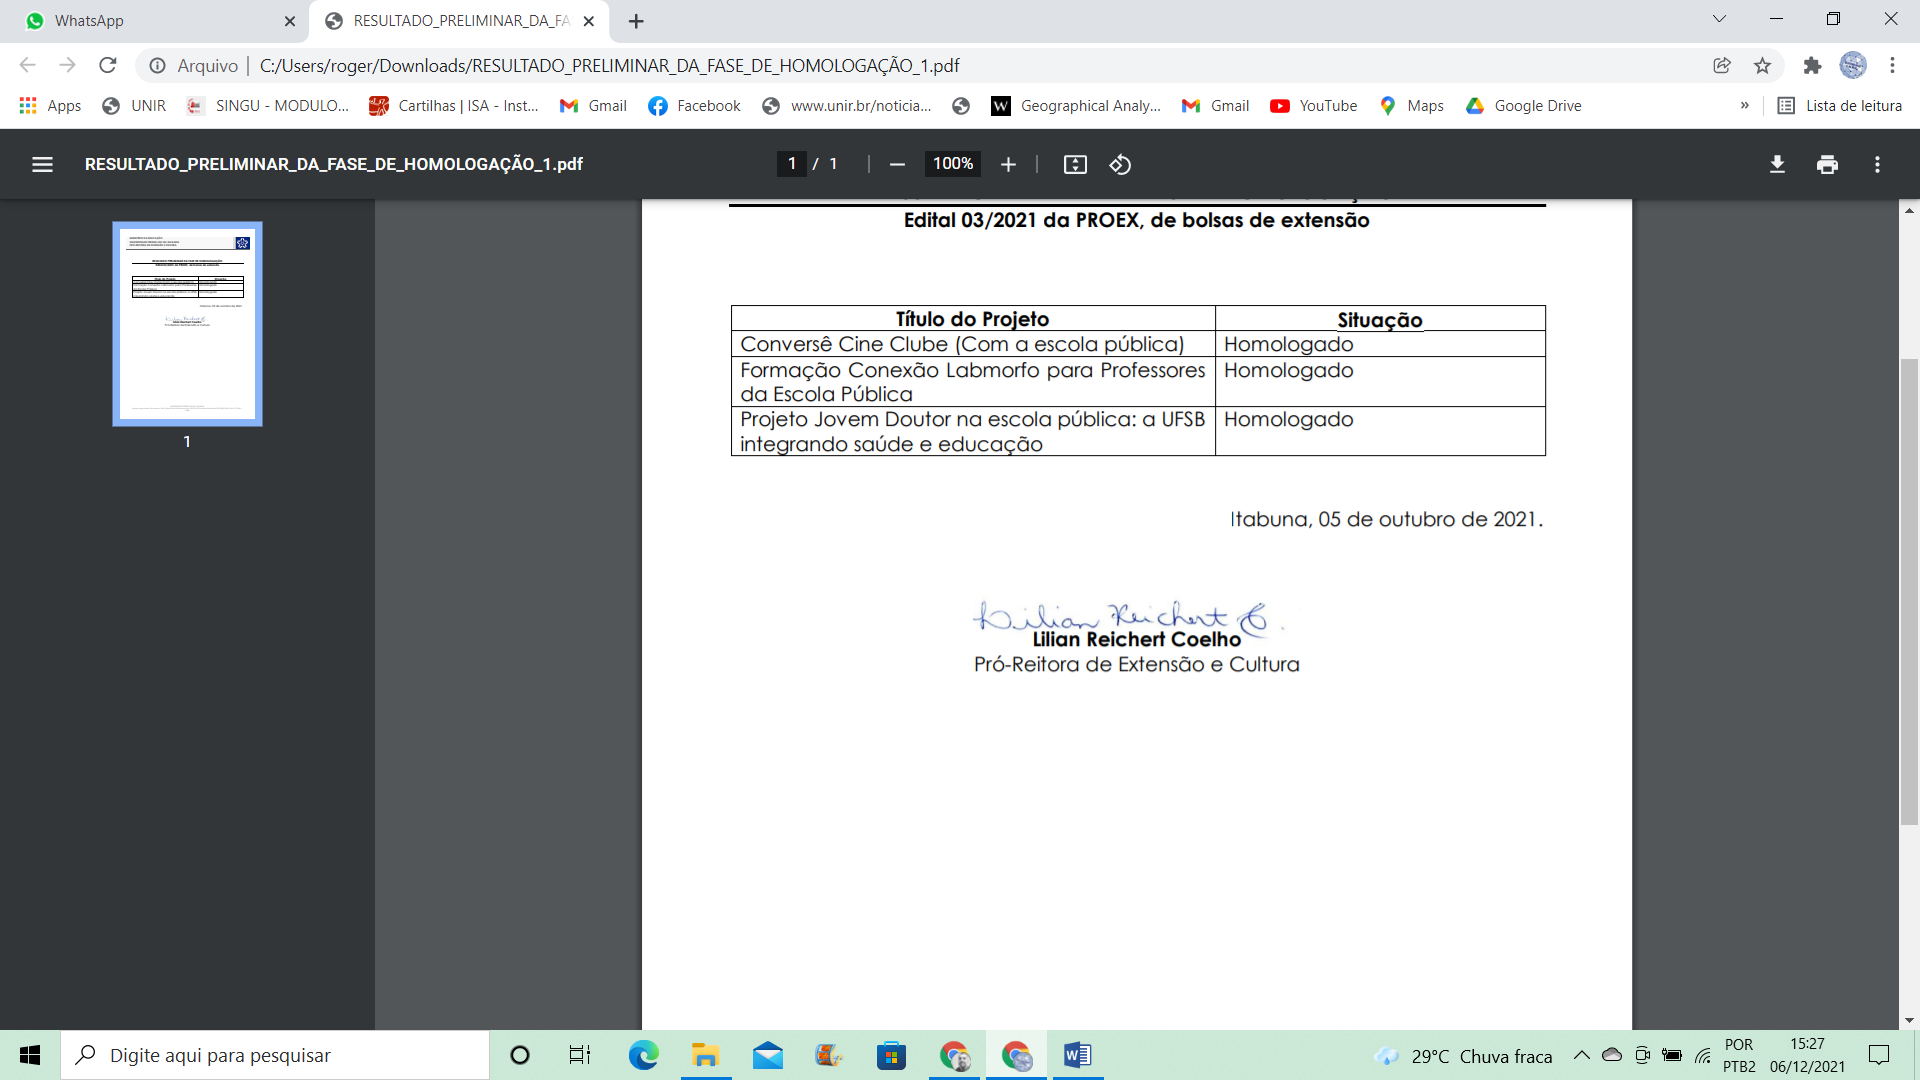 WhatsApp
RESULTADO_PRELIMINAR_DA_FA
Arquivo | C:/Users/roger/Downloads/RESULTADO_PRELIMINAR_DA_FASE_DE_HOMOLOGAÇÃO_1.pdf
Apps UNIR SINGU - MODULO... Cartilhas | ISA - Inst... Gmail Facebook www.unir.br/noticia... W Geographical Analy... Gmail YouTube Maps Google Drive » Lista de leitura
RESULTADO_PRELIMINAR_DA_FASE_DE_HOMOLOGAÇÃO_1.pdf 1 / 1 100%
1
Edital 03/2021 da PROEX, de bolsas de extensão
Título do Projeto Situação
Conversê Cine Clube (Com a escola pública) Homologado
Formação Conexão Labmorfo para Professores Homologado
da Escola Pública
Projeto Jovem Doutor na escola pública: a UFSB Homologado
integrando saúde e educação
Itabuna, 05 de outubro de 2021.
Lilian Reichert C.
Lilian Reichert Coelho
Pró-Reitora de Extensão e Cultura
Digite aqui para pesquisar
29°C Chuva fraca
POR
PTB2
15:27
06/12/2021